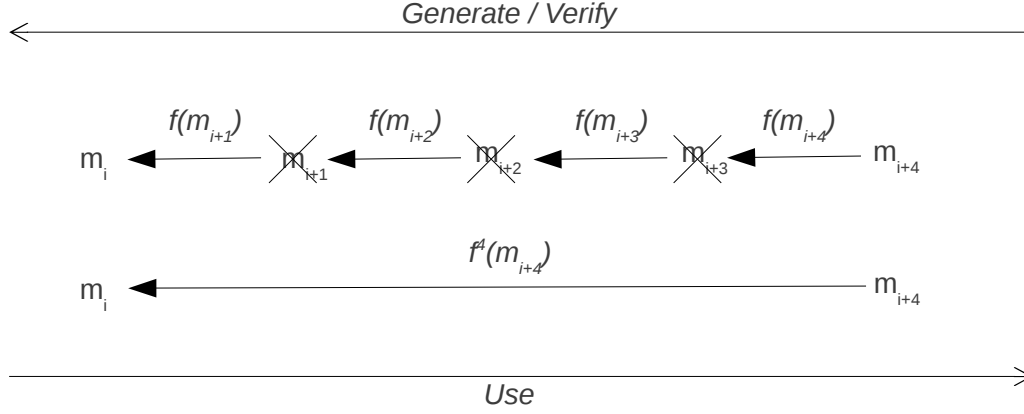 Generate / Verify
f(mi+1) f(mi+2) f(mi+3) f(mi+4)
mi mi+1 mi+2 mi+3 mi+4
f4(mi+4)
mi mi+4
Use